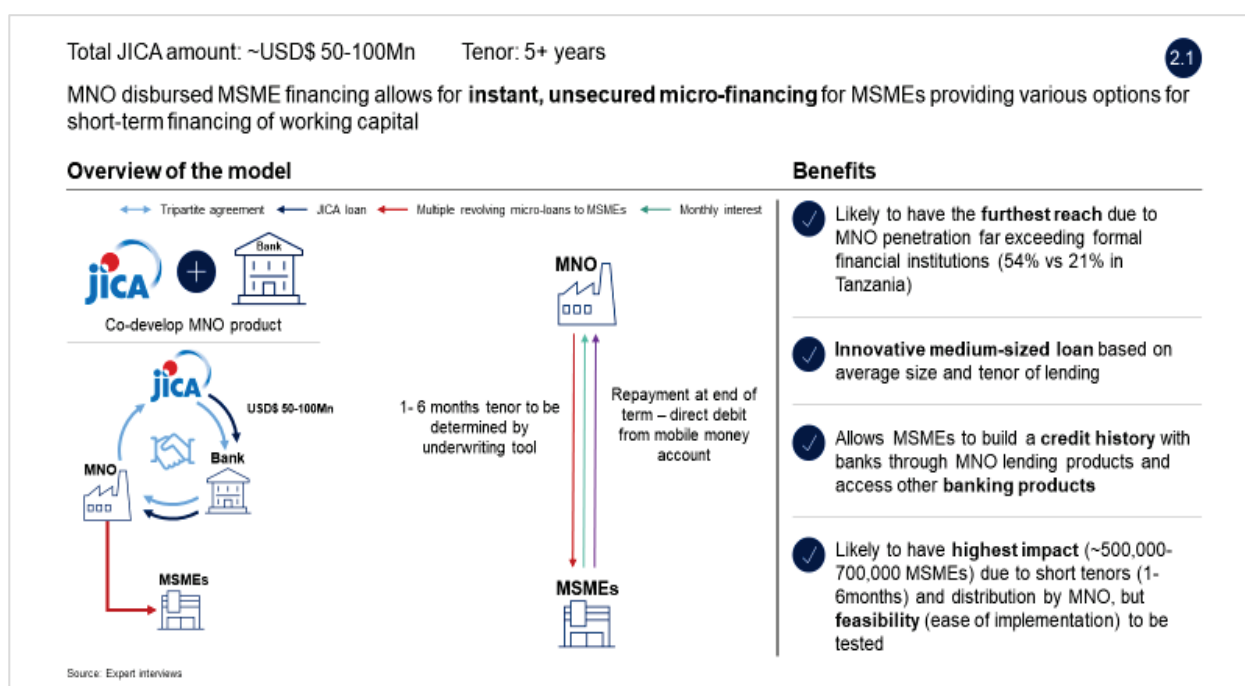 Total JICA amount: ~USD$ 50-100Mn Tenor: 5+ years
2.1
MNO disbursed MSME financing allows for instant, unsecured micro-financing for MSMEs providing various options for
short-term financing of working capital
Overview of the model
Tripartite agreement JICA loan Multiple revolving micro-loans to MSMEs Monthly interest
JICA
Bank
Co-develop MNO product
JICA
USD$ 50-100Mn
Bank
MNO
MSMEs
MNO
1- 6 months tenor to be
determined by
underwriting tool
Repayment at end of
term – direct debit
from mobile money
account
MSMEs
Benefits
Likely to have the furthest reach due to
MNO penetration far exceeding formal
financial institutions (54% vs 21% in
Tanzania)
Innovative medium-sized loan based on
average size and tenor of lending
Allows MSMEs to build a credit history with
banks through MNO lending products and
access other banking products
Likely to have highest impact (~500,000-
700,000 MSMEs) due to short tenors (1-
6months) and distribution by MNO, but
feasibility (ease of implementation) to be
tested
Source: Expert interviews